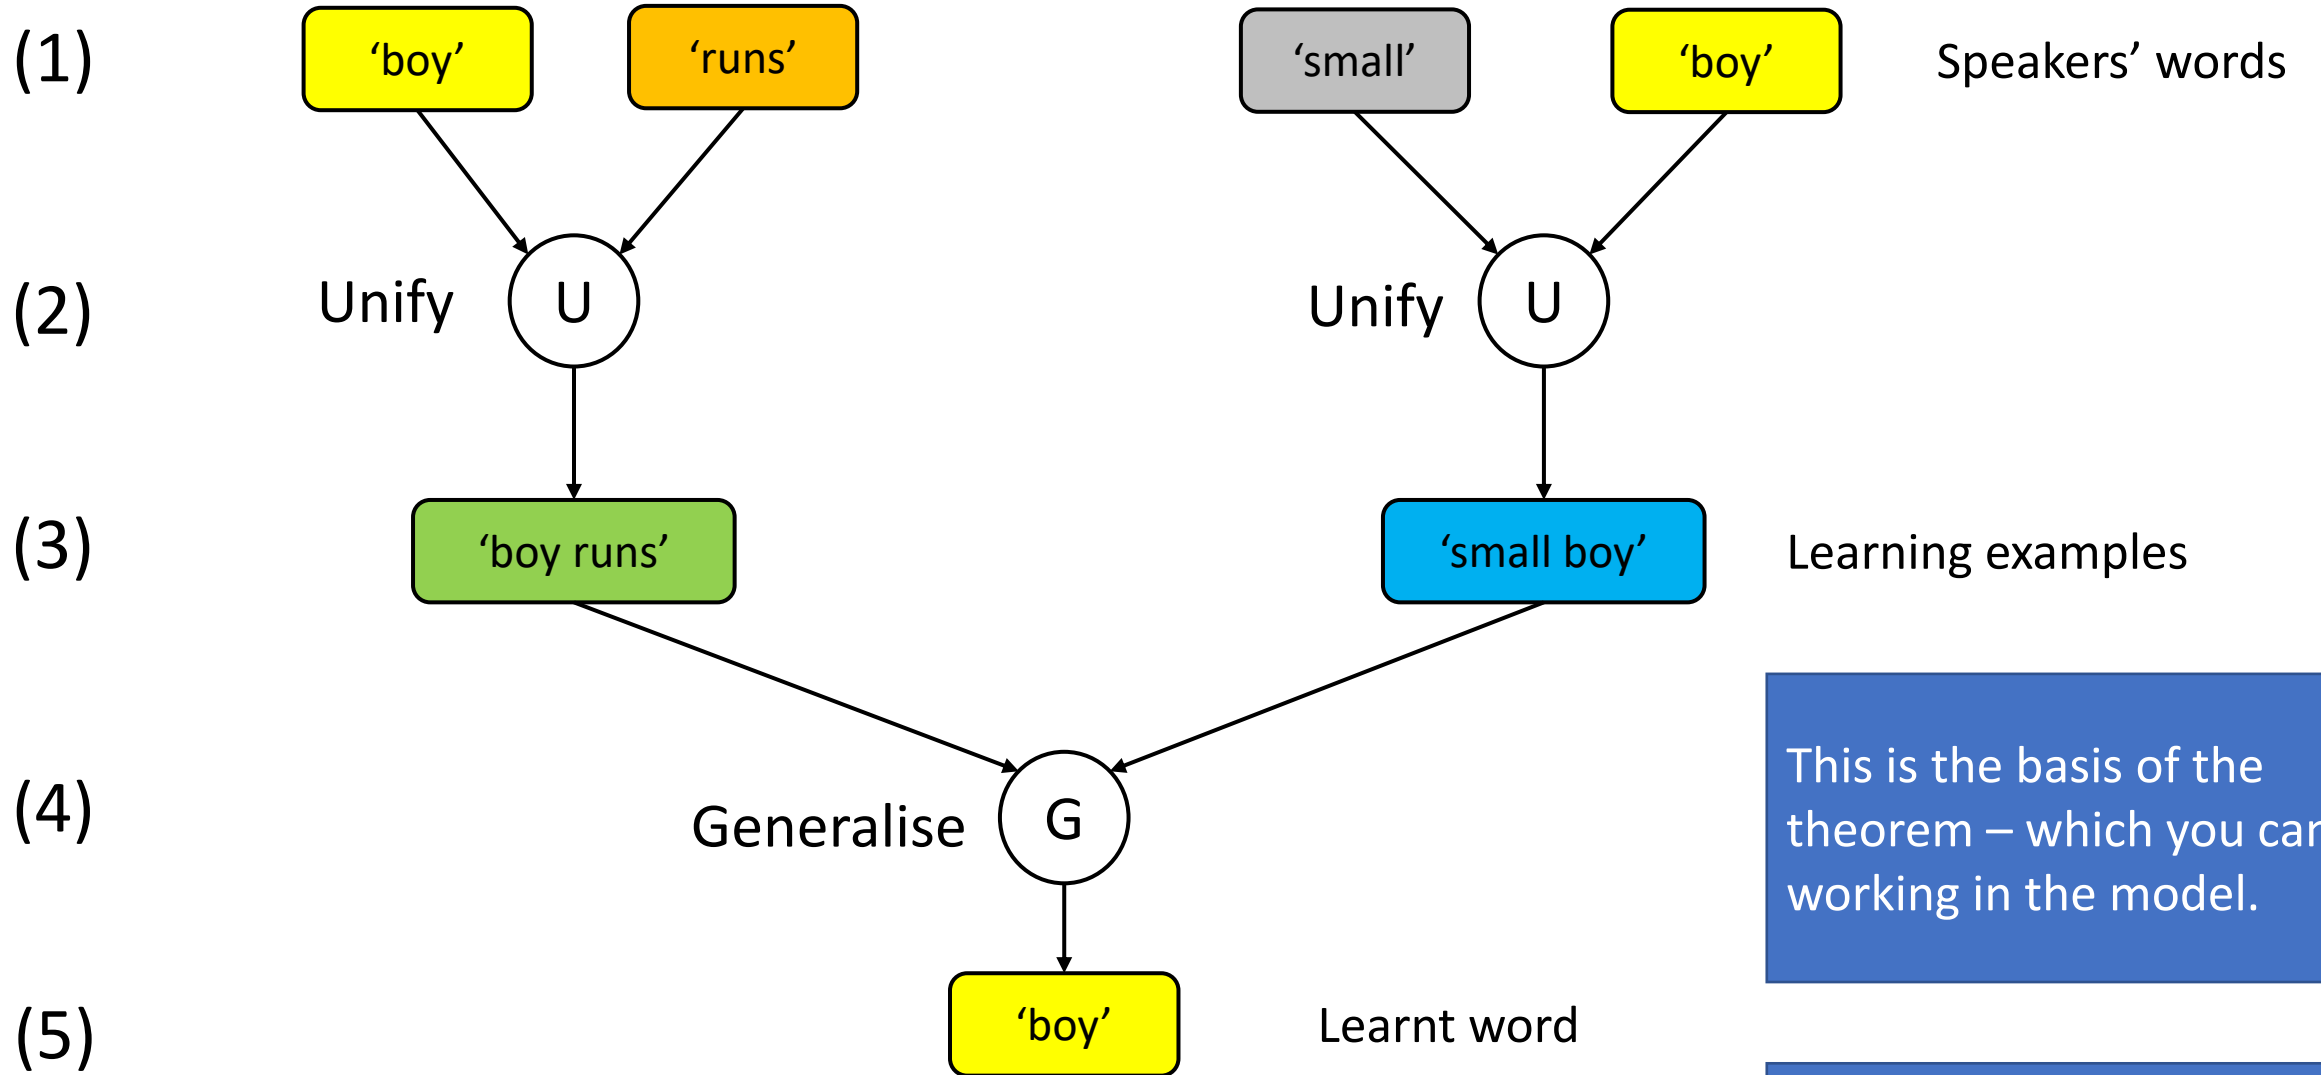 (1)
‘boy’
‘runs’
‘small’
‘boy’
Speakers’ words
(2)
Unify
U
Unify
U
(3)
‘boy runs’
‘small boy’
Learning examples
(4)
Generalise
G
This is the basis of the
theorem – which you can
working in the model.
(5)
‘boy’
Learnt word